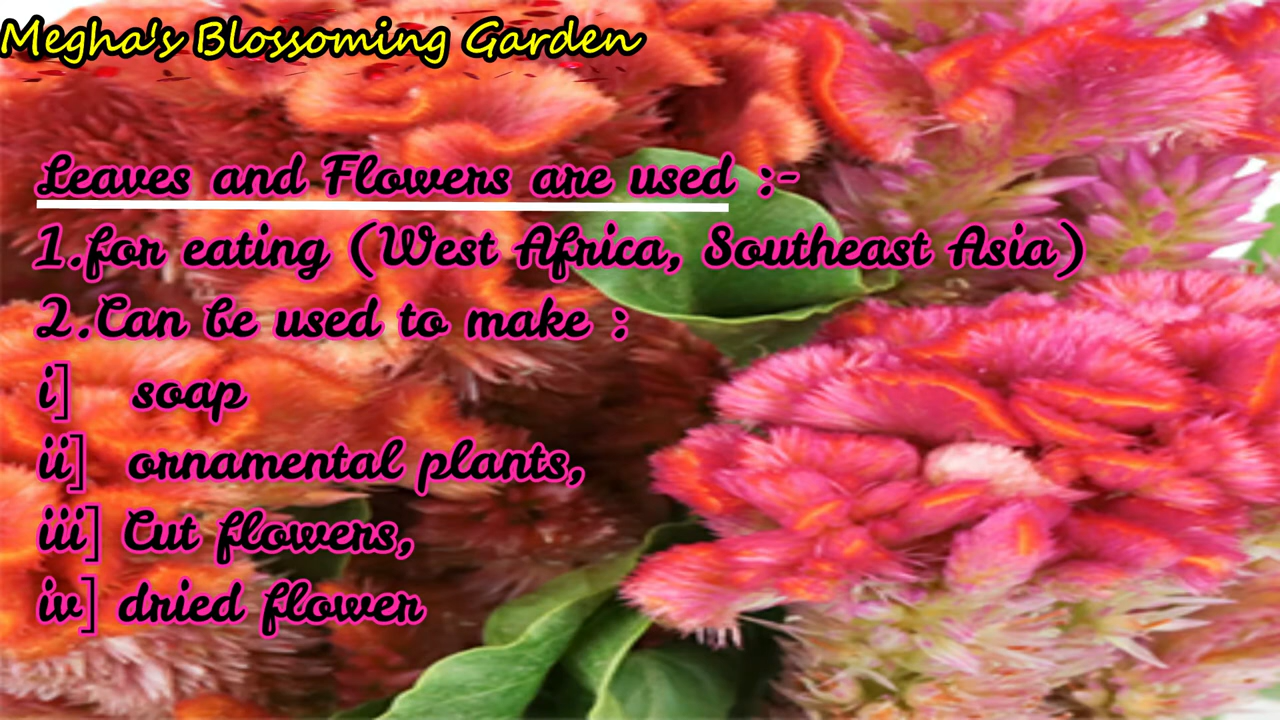 Megha's Blossoming Garden
Leaves and Flowers are used :-
1.for eating (West Africa, Southeast Asia)
2.Can be used to make :
i] soap
ii] ornamental plants,
iii] Cut flowers,
iv] dried flower